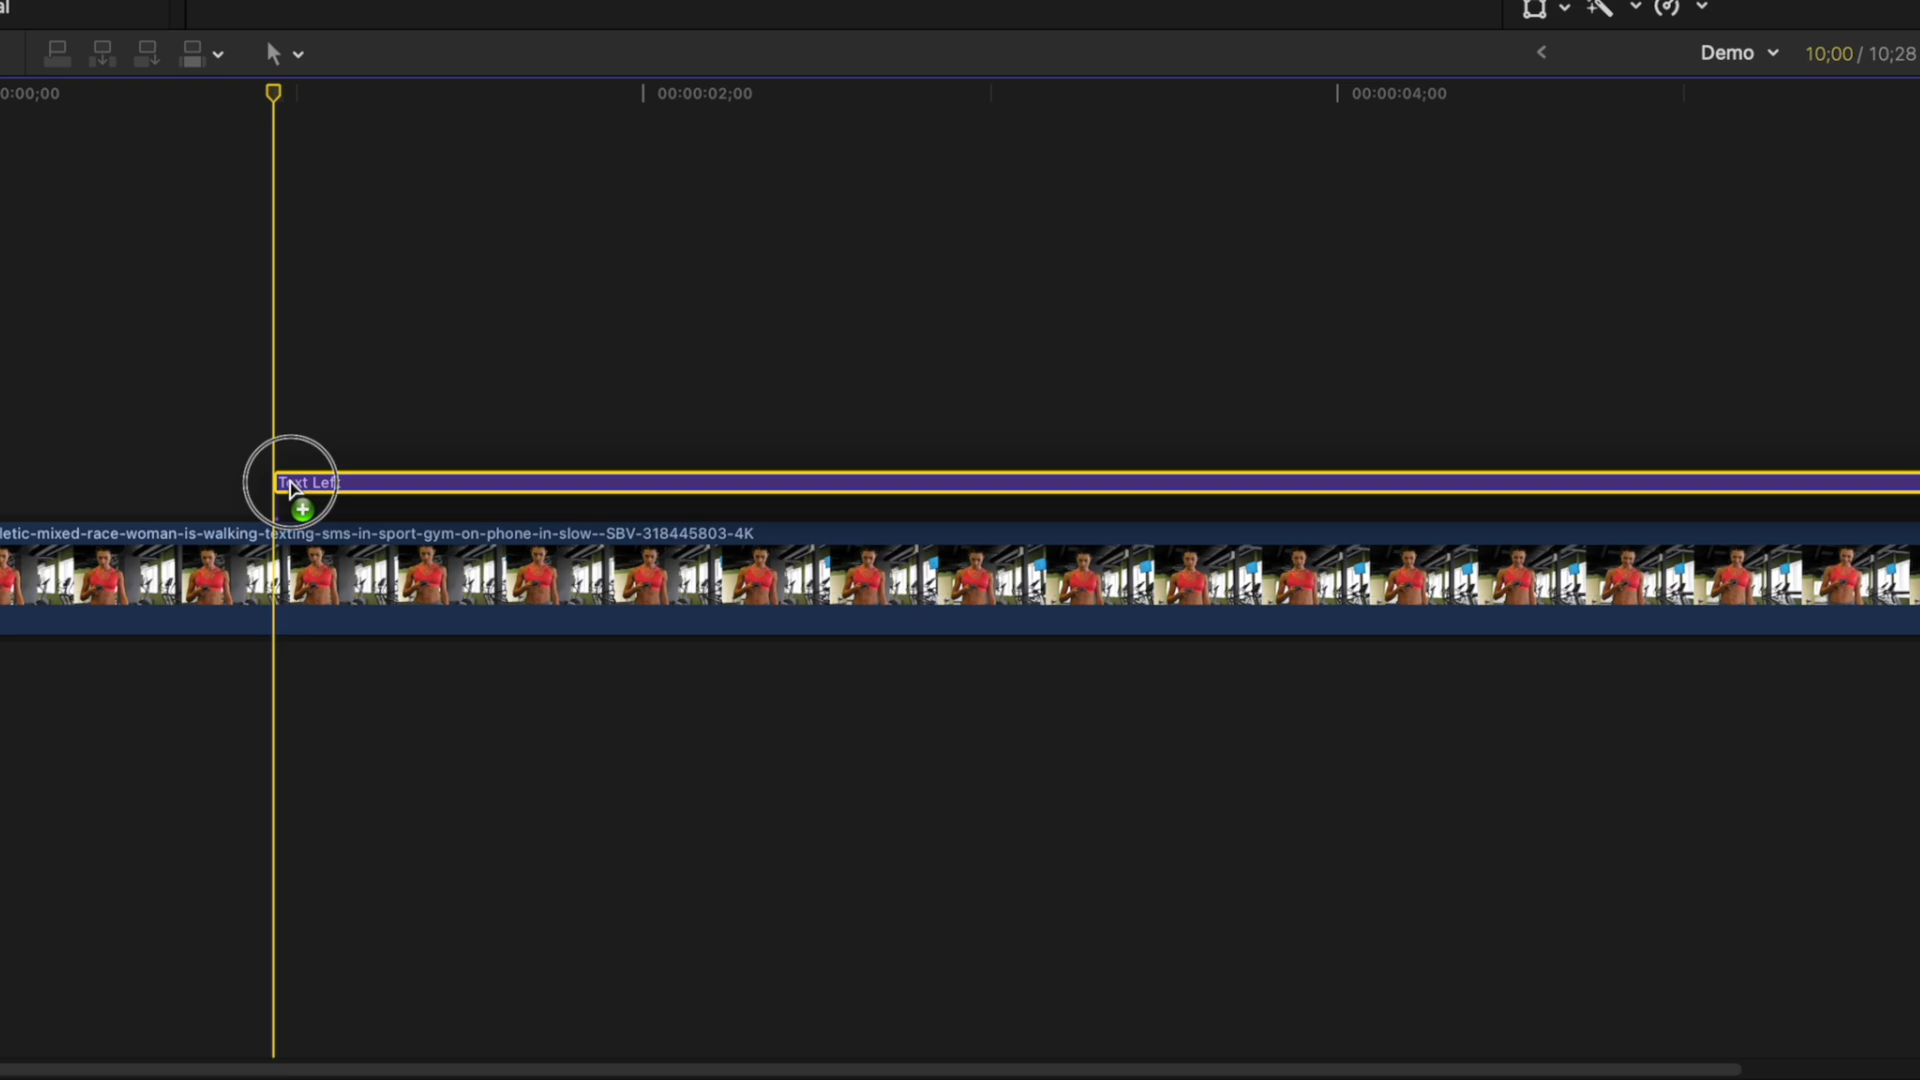 al
Demo 10;00 / 10;28
0:00;00 00:00:02;00 00:00:04;00
Text Left
letic-mixed-race-woman-is-walking-texting-sms-in-sport-gym-on-phone-in-slow--SBV-318445803-4K